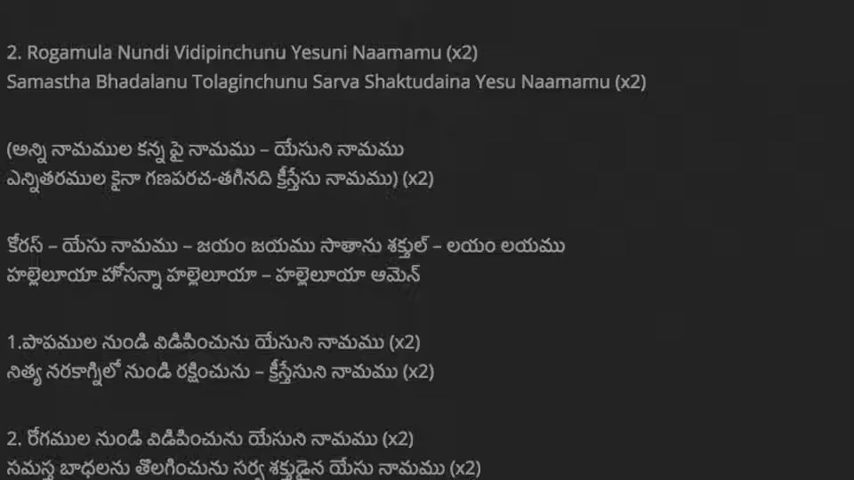 2. Rogamula Nundi Vidipinchunu Yesuni Naamamu (x2)
Samastha Bhadalanu Tolaginchunu Sarva Shaktudaina Yesu Naamamu (x2)
(అన్ని నామముల కన్న పై నామము – యేసుని నామము
ఎన్నితరముల కైనా గణపరచ-తగినది క్రీస్తేసు నామము) (x2)
కోరస్ – యేసు నామము – జయం జయము సాతాను శక్తుల్ – లయం లయము
హల్లెలూయా హోసన్నా హల్లెలూయా – హల్లెలూయా ఆమెన్
1.పాపముల నుండి విడిపించును యేసుని నామము (x2)
నిత్య నరకాగ్నిలో నుండి రక్షించును – క్రీస్తేసుని నామము (x2)
2. రోగముల నుండి విడిపించును యేసుని నామము (x2)
సమస్త బాధలను తొలగించును సర్వ శక్తుడైన యేసు నామము (x2)